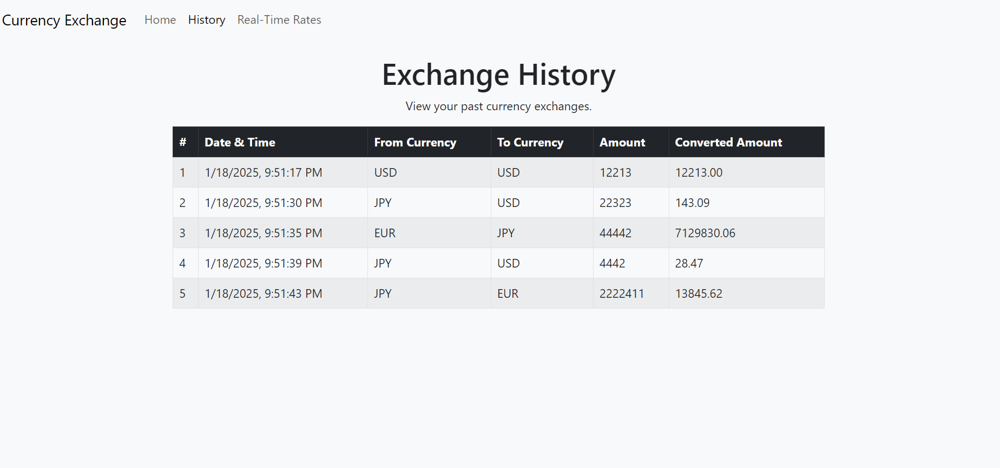 Currency Exchange Home History Real-Time Rates
Exchange History
View your past currency exchanges.
# Date & Time From Currency To Currency Amount Converted Amount
1 1/18/2025, 9:51:17 PM USD USD 12213 12213.00
2 1/18/2025, 9:51:30 PM JPY USD 22323 143.09
3 1/18/2025, 9:51:35 PM EUR JPY 44442 7129830.06
4 1/18/2025, 9:51:39 PM JPY USD 4442 28.47
5 1/18/2025, 9:51:43 PM JPY EUR 2222411 13845.62